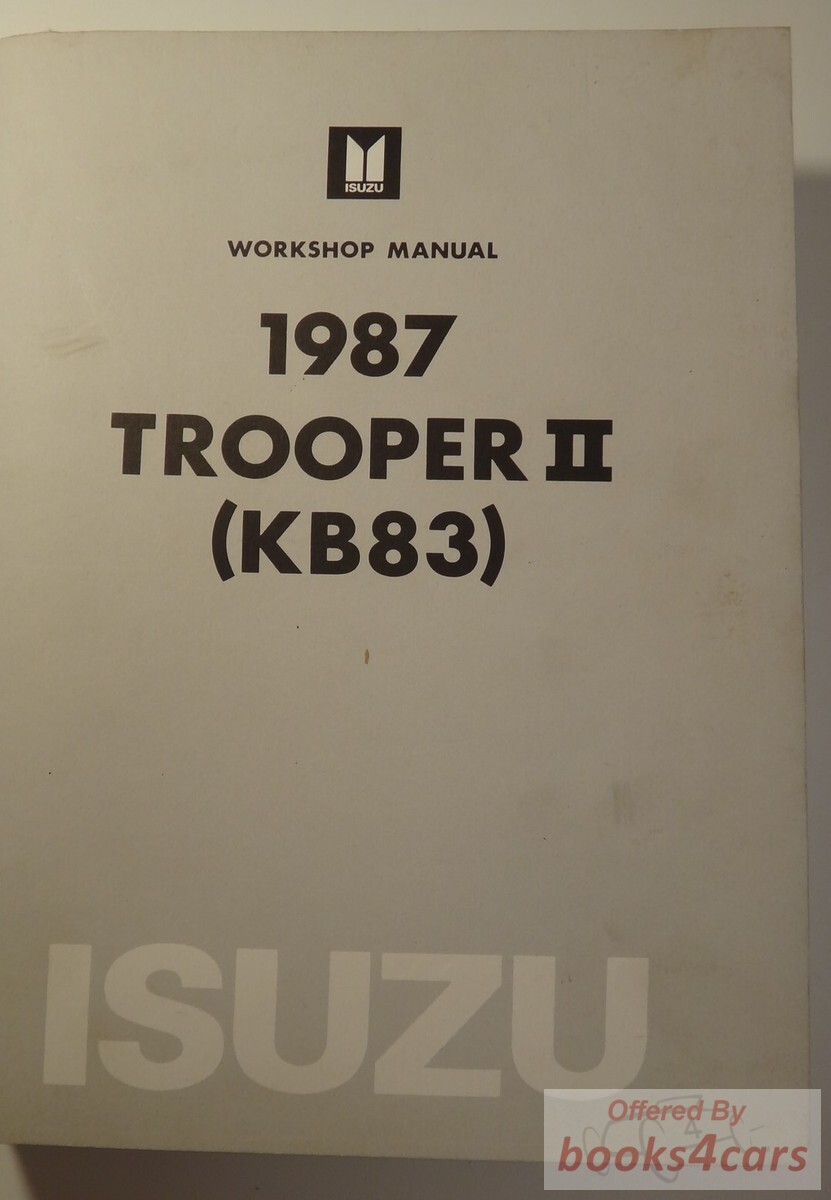 ISUZU
WORKSHOP MANUAL
1987
TROOPER II
(KB83)
ISUZU
Offered By
books4cars